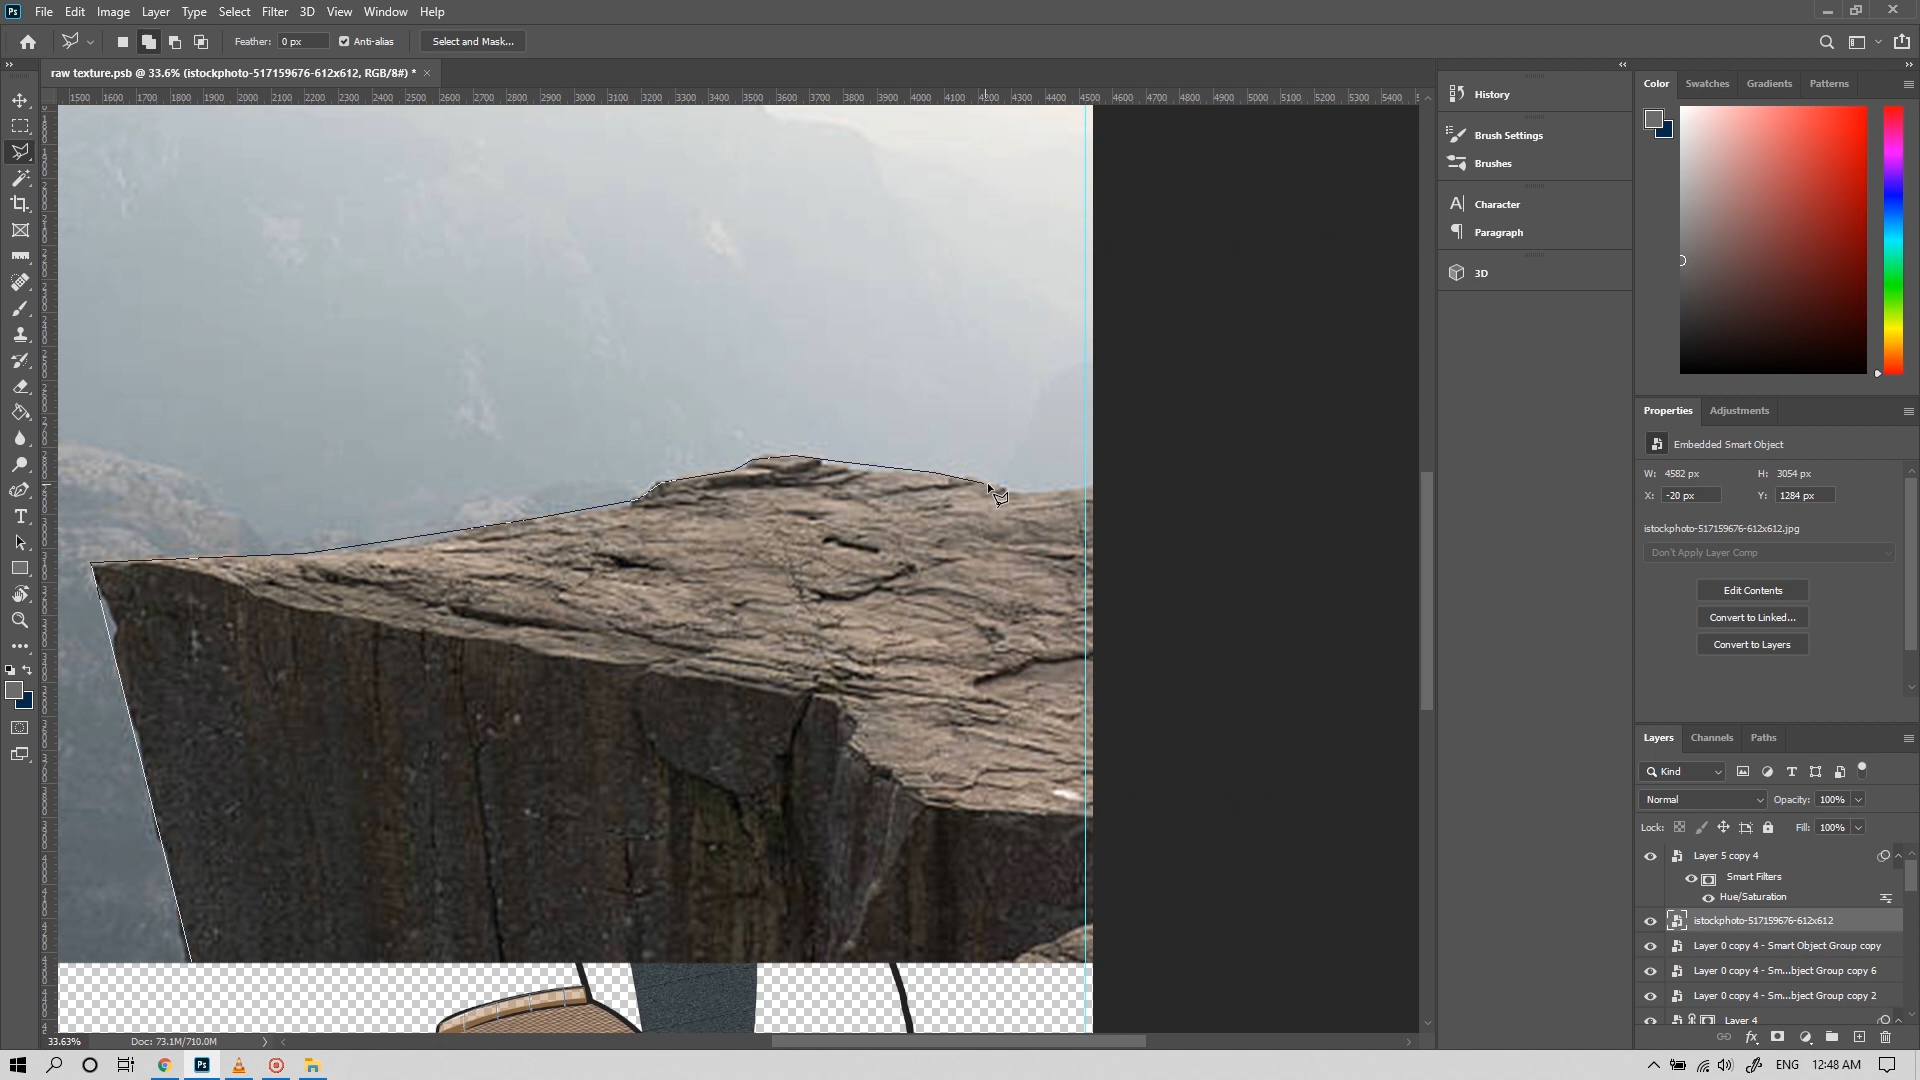 Ps File Edit Image Layer Type Select Filter 3D View Window Help
Feather: 0 px Anti-alias Select and Mask...
raw texture.psb @ 33.6% (istockphoto-517159676-612x612, RGB/8#) * ×
1500 1600 1700 1800 1900 2000 2100 2200 2300 2400 2500 2600 2700 2800 2900 3000 3100 3200 3300 3400 3500 3600 3700 3800 3900 4000 4100 4200 4300 4400 4500 4600 4700 4800 4900 5000 5100 5200 5300 5400
History
Brush Settings
Brushes
Character
Paragraph
3D
Color Swatches Gradients Patterns
Properties Adjustments
Embedded Smart Object
W: 4582 px H: 3054 px
X: -20 px Y: 1284 px
istockphoto-517159676-612x612.jpg
Don't Apply Layer Comp
Edit Contents
Convert to Linked...
Convert to Layers
Layers Channels Paths
Kind
Normal Opacity: 100%
Lock: Fill: 100%
Layer 5 copy 4
Smart Filters
Hue/Saturation
istockphoto-517159676-612x612
Layer 0 copy 4 - Smart Object Group copy
Layer 0 copy 4 - Sm...bject Group copy 6
Layer 0 copy 4 - Sm...bject Group copy 2
Layer 4
33.63% Doc: 73.1M/710.0M
Ps ENG 12:48 AM